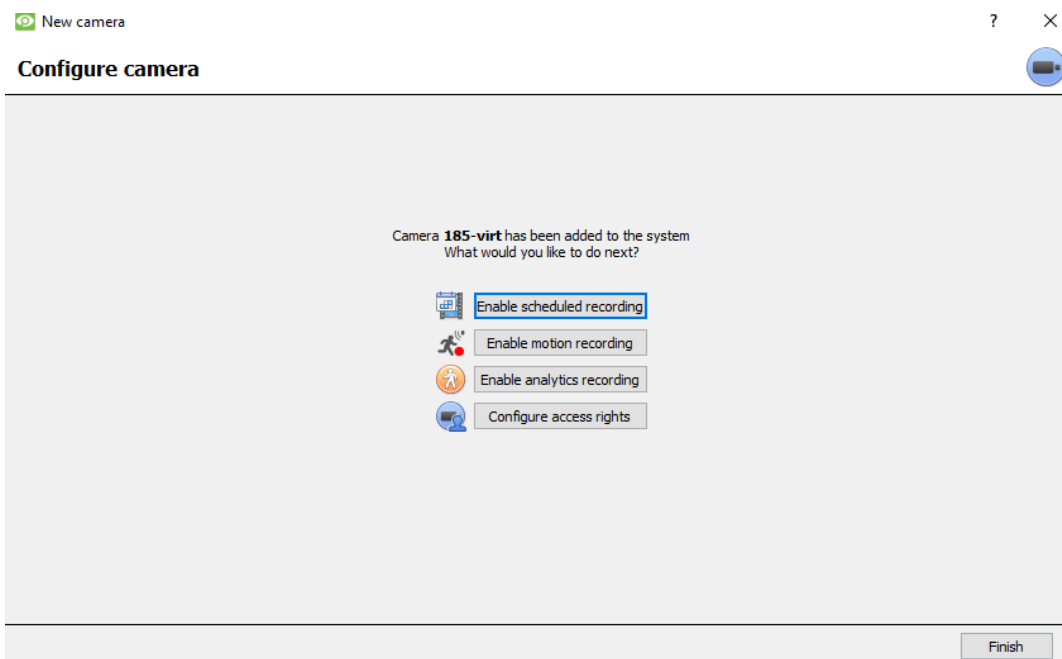 New camera
Configure camera
Camera 185-virt has been added to the system
What would you like to do next?
Enable scheduled recording
Enable motion recording
Enable analytics recording
Configure access rights
Finish